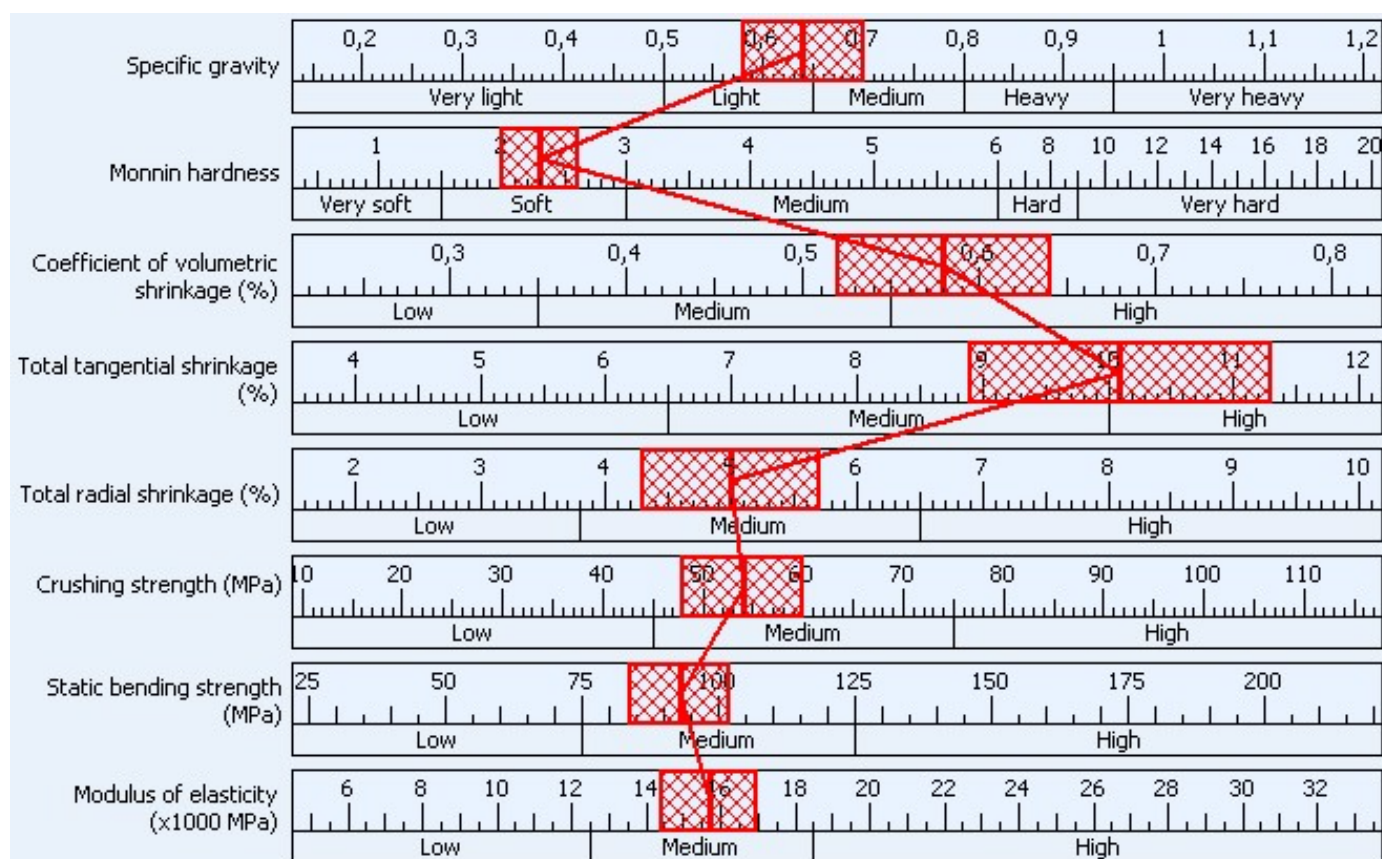 0,2 0,3 0,4 0,5 0,6 0,7 0,8 0,9 1 1,1 1,2
Specific gravity
Very light Light Medium Heavy Very heavy
1 2 3 4 5 6 8 10 12 14 16 18 20
Monnin hardness
Very soft Soft Medium Hard Very hard
0,3 0,4 0,5 0,6 0,7 0,8
Coefficient of volumetric
shrinkage (%)
Low Medium High
4 5 6 7 8 9 10 11 12
Total tangential shrinkage
(%)
Low Medium High
2 3 4 5 6 7 8 9 10
Total radial shrinkage (%)
Low Medium High
10 20 30 40 50 60 70 80 90 100 110
Crushing strength (MPa)
Low Medium High
25 50 75 100 125 150 175 200
Static bending strength
(MPa)
Low Medium High
6 8 10 12 14 16 18 20 22 24 26 28 30 32
Modulus of elasticity
(x1000 MPa)
Low Medium High